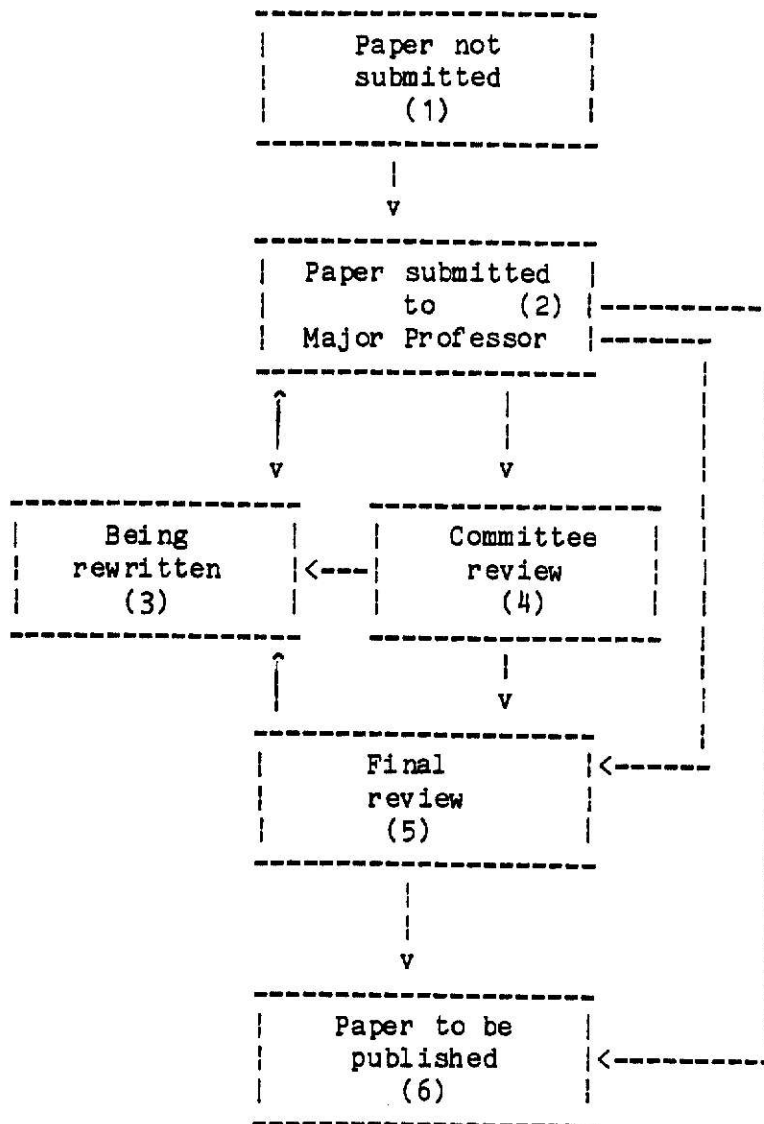 Paper not
submitted
(1)
Paper submitted
to (2)
Major Professor
Being
rewritten
(3)
Committee
review
(4)
Final
review
(5)
Paper to be
published
(6)